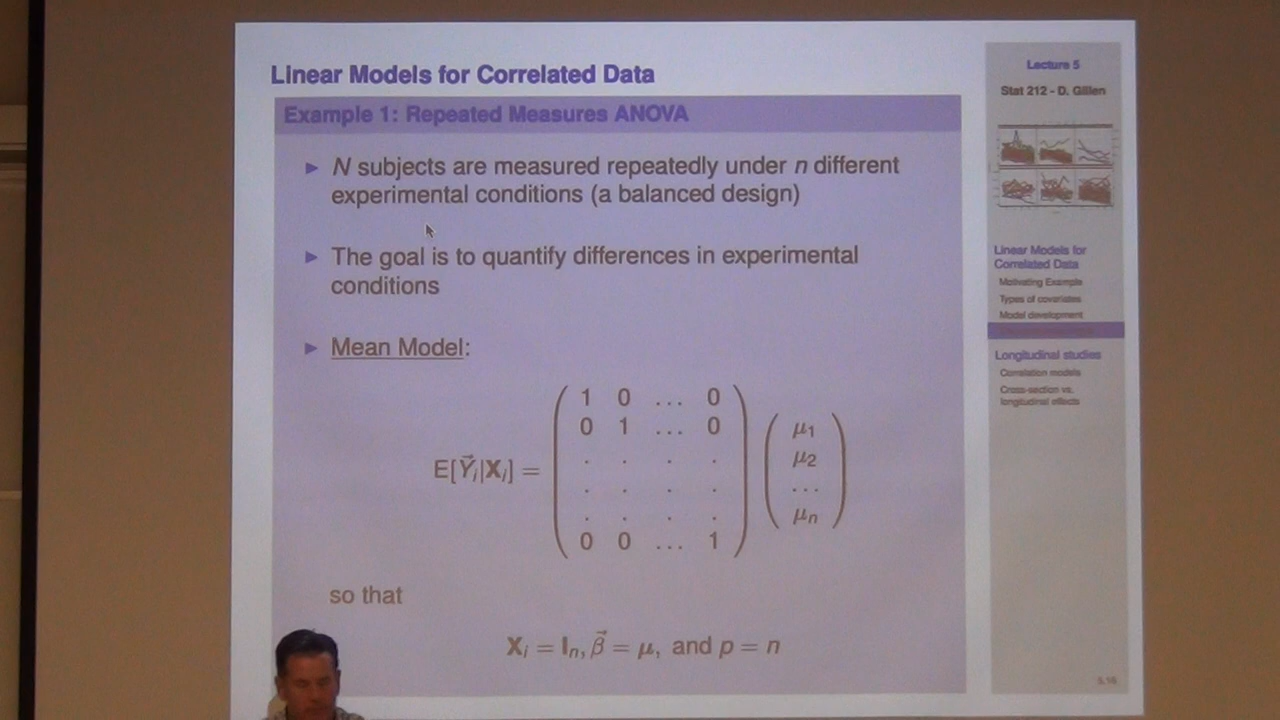 Linear Models for Correlated Data
Example 1: Repeated Measures ANOVA
► N subjects are measured repeatedly under n different
experimental conditions (a balanced design)
► The goal is to quantify differences in experimental
conditions
► Mean Model:
1 0 ... 0
0 1 ... 0
. . . .
. . . .
. . . .
0 0 ... 1
μ1
μ2
...
μn
E[Y⃗i|Xi] =
so that
Xi = In, β⃗ = μ, and p = n
Lecture 5
Stat 212 - D. Gillen
Linear Models for
Correlated Data
Motivating Example
Types of covariates
Model development
Longitudinal studies
Correlation models
Cross-section vs.
longitudinal effects